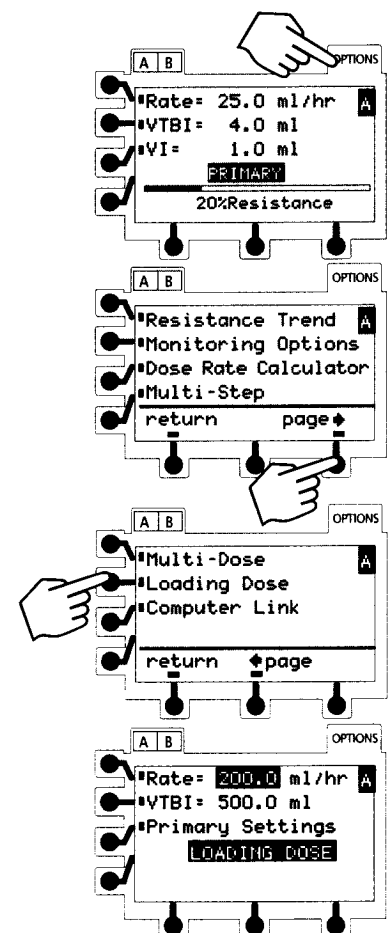 A B OPTIONS
Rate= 25.0 ml/hr A
VTBI= 4.0 ml
VI= 1.0 ml
PRIMARY
20%Resistance
A B OPTIONS
Resistance Trend A
Monitoring Options
Dose Rate Calculator
Multi-Step
return page
A B OPTIONS
Multi-Dose A
Loading Dose
Computer Link
return page
A B OPTIONS
Rate= 200.0 ml/hr A
VTBI= 500.0 ml
Primary Settings
LOADING DOSE